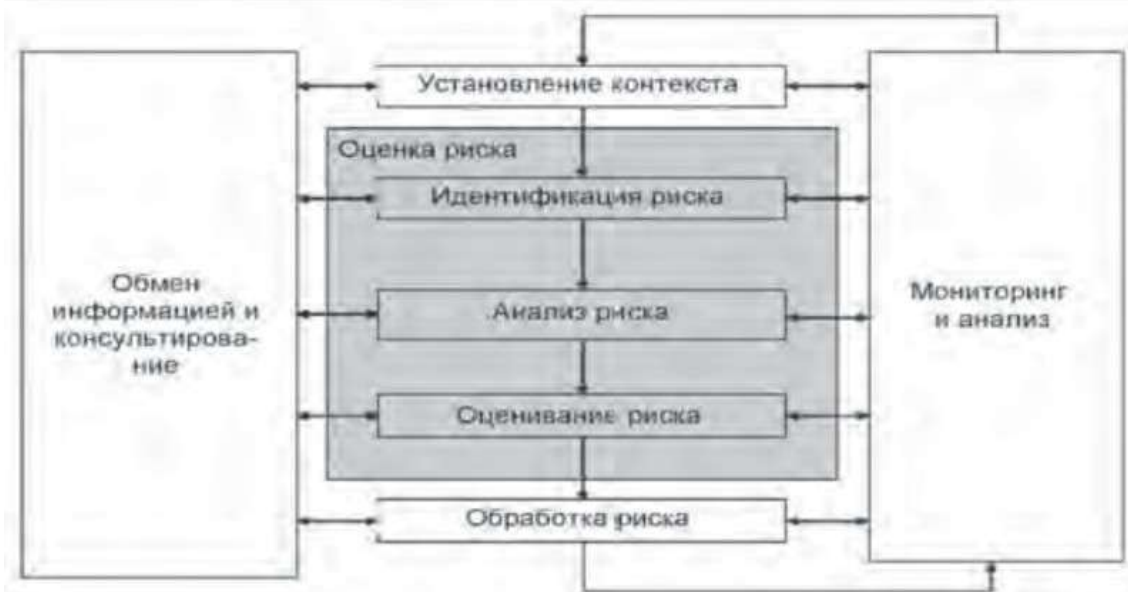 Установление контекста
Оценка риска
Идентификация риска
Анализ риска
Оценивание риска
Обработка риска
Обмен
информацией и
консультирова-
ние
Мониторинг
и анализ